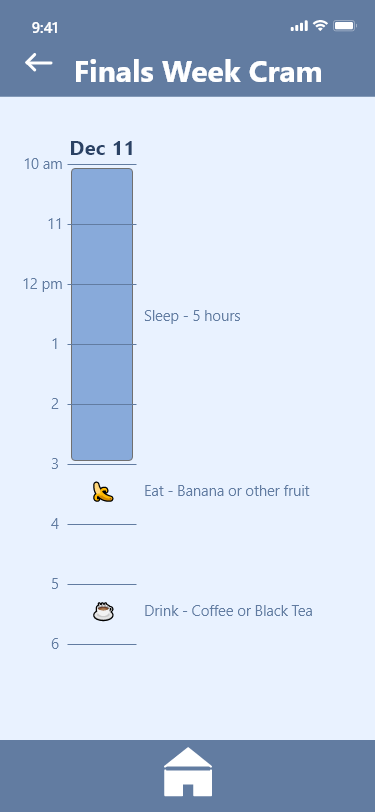 9:41
Finals Week Cram
Dec 11
10 am
11
12 pm
Sleep - 5 hours
1
2
3
Eat - Banana or other fruit
4
5
Drink - Coffee or Black Tea
6